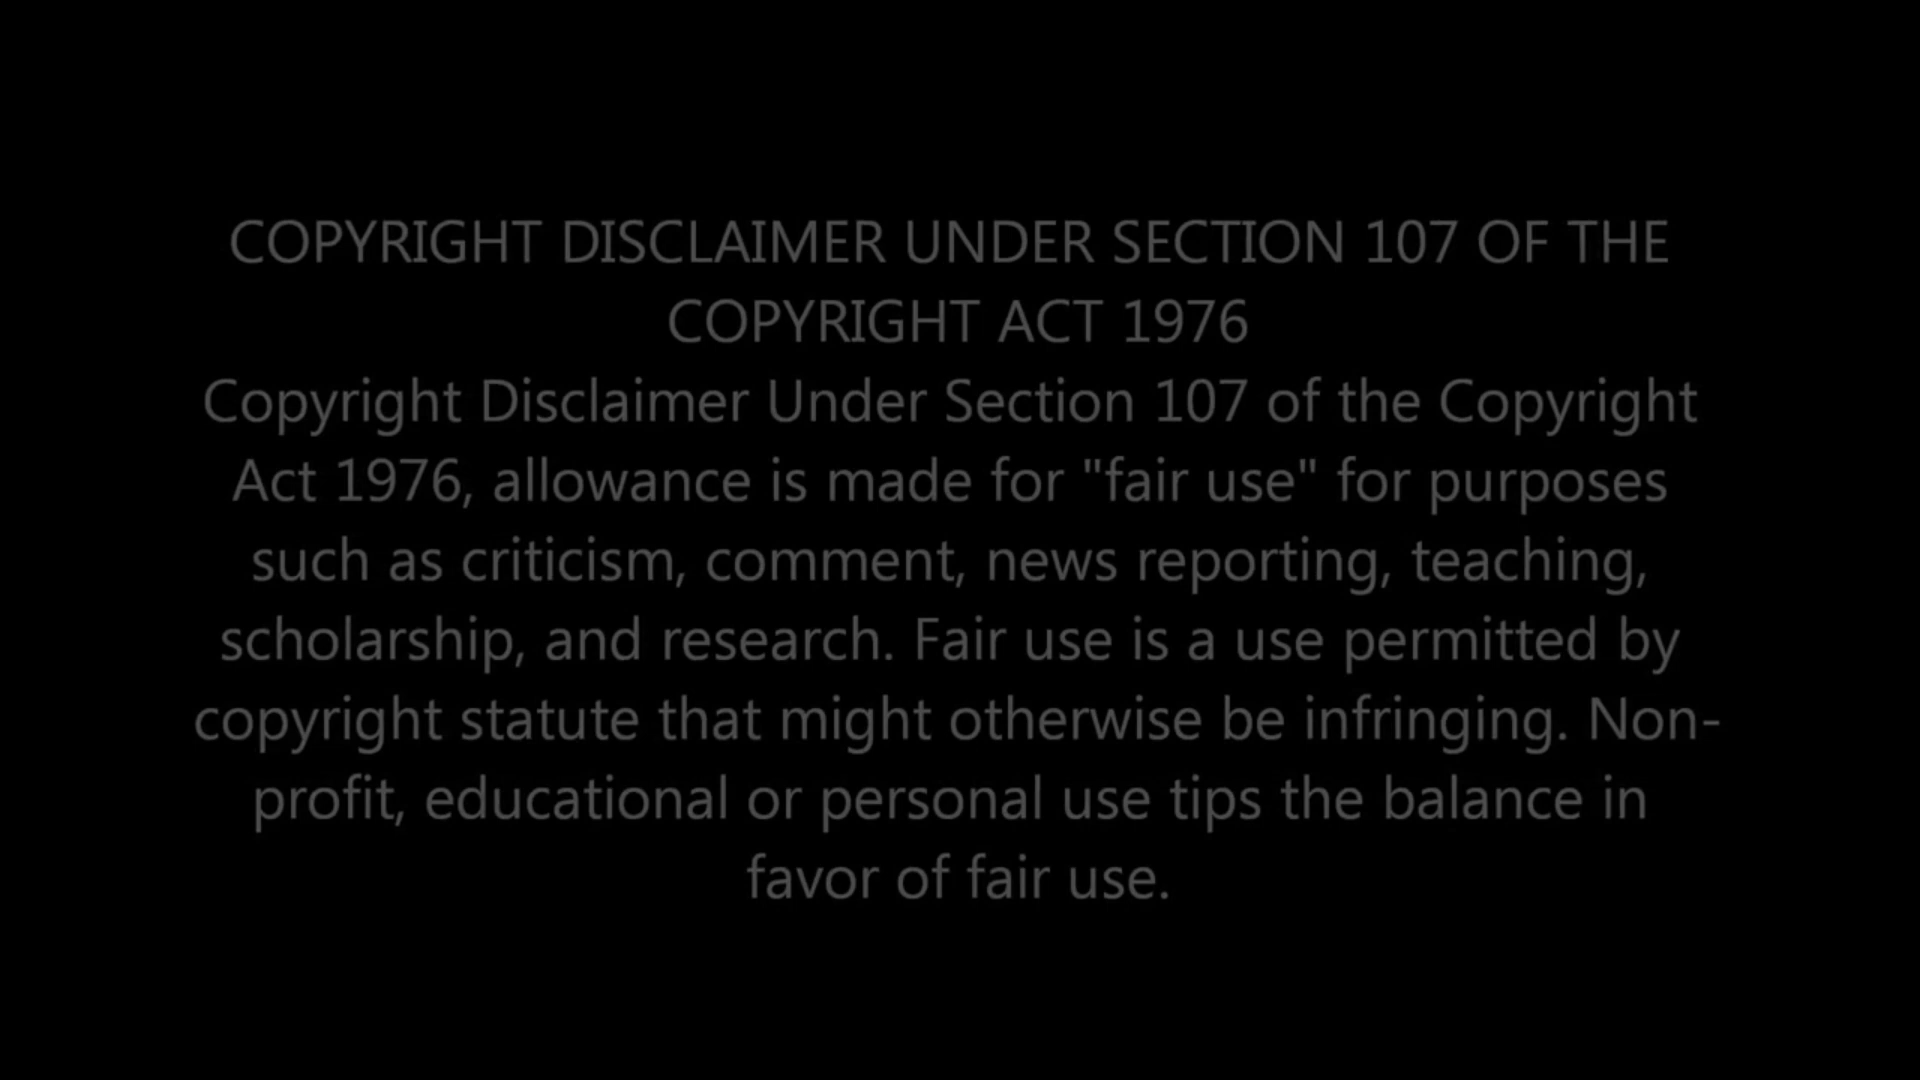 COPYRIGHT DISCLAIMER UNDER SECTION 107 OF THE
COPYRIGHT ACT 1976
Copyright Disclaimer Under Section 107 of the Copyright
Act 1976, allowance is made for "fair use" for purposes
such as criticism, comment, news reporting, teaching,
scholarship, and research. Fair use is a use permitted by
copyright statute that might otherwise be infringing. Non-
profit, educational or personal use tips the balance in
favor of fair use.